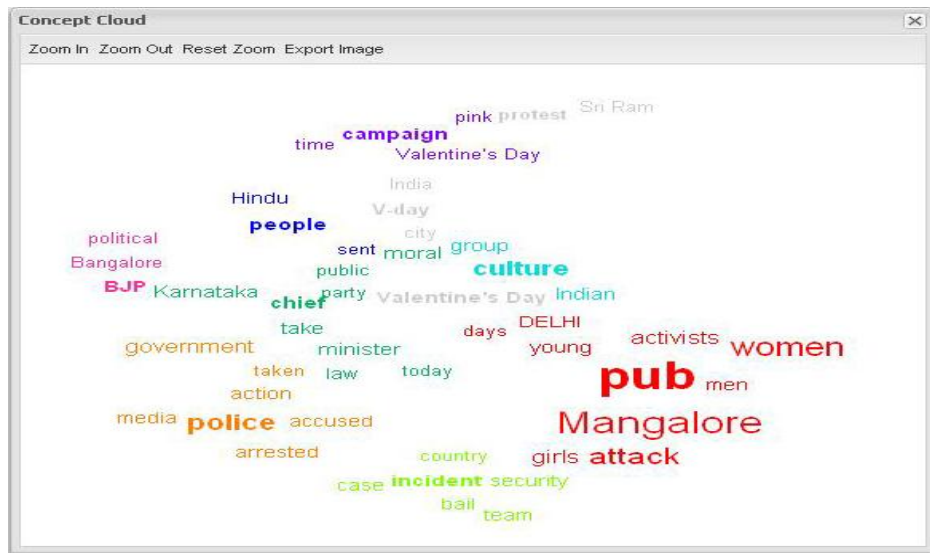 Concept Cloud
Zoom In Zoom Out Reset Zoom Export Image
Sri Ram
pink protest
campaign
time
Valentine's Day
India
Hindu
V-day
people
city
political
sent moral group
Bangalore
public culture
BJP Karnataka
chief party Valentine's Day Indian
take days DELHI
government minister young activists women
taken law today pub men
action
media police accused Mangalore
arrested country girls attack
case incident security
bail
team